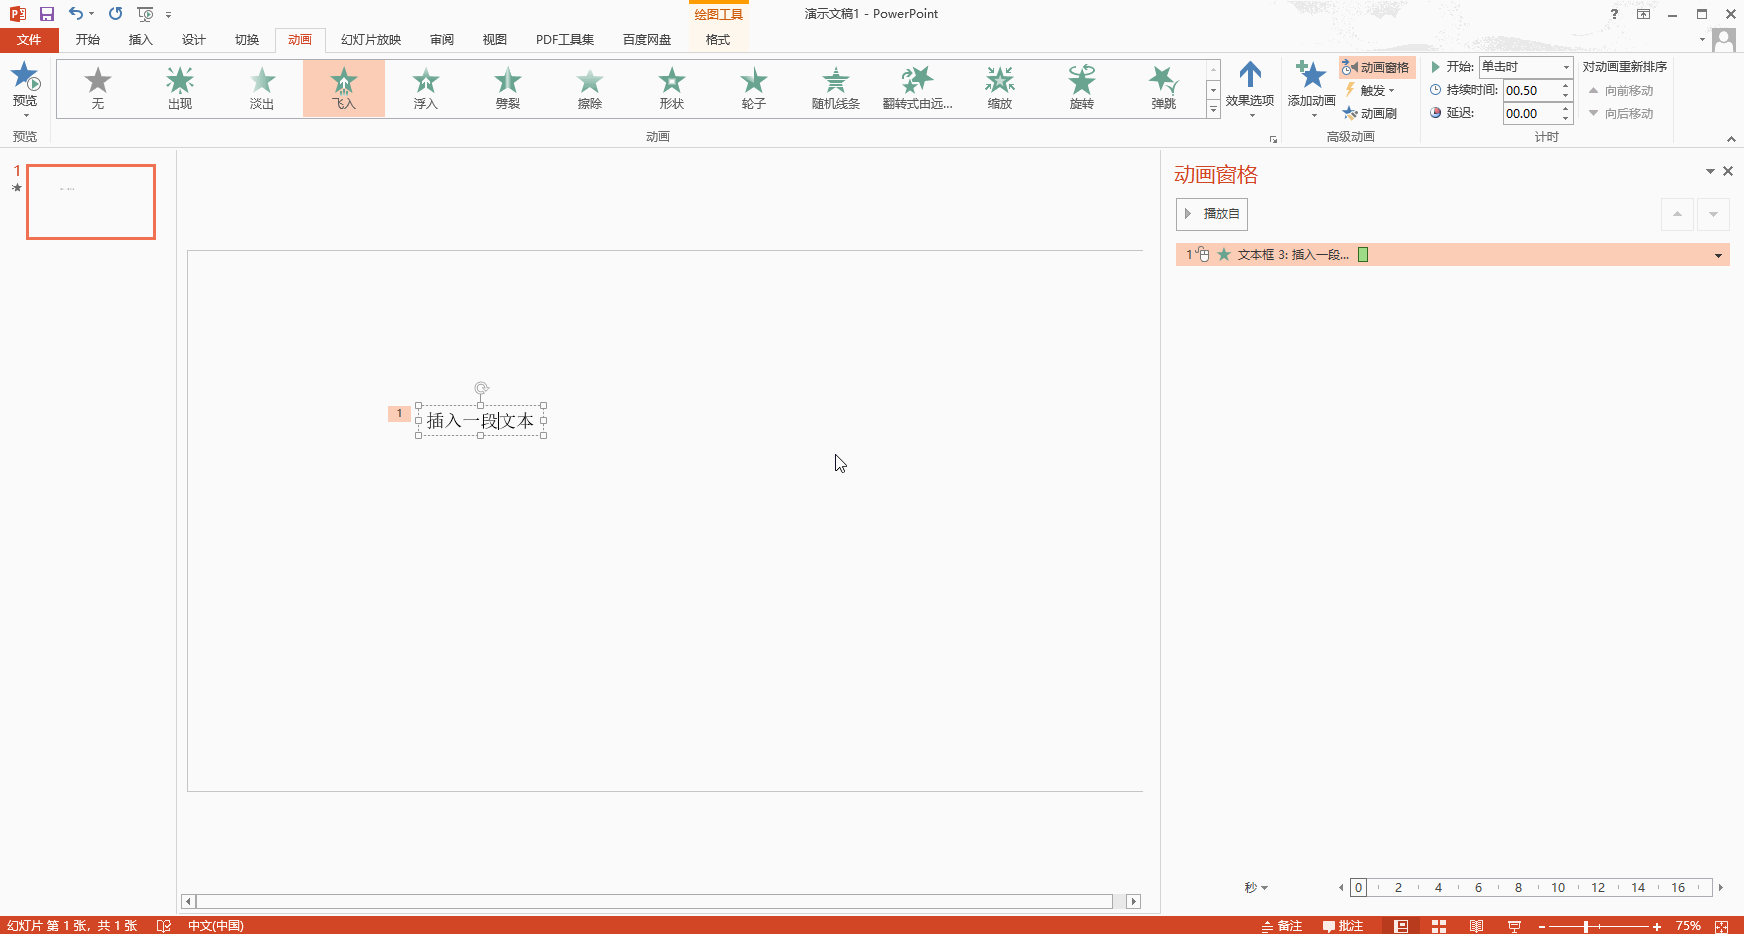 绘图工具
演示文稿1 - PowerPoint
?
文件 开始 插入 设计 切换 动画 幻灯片放映 审阅 视图 PDF工具集 百度网盘 格式
预览
无 出现 淡出 飞入 浮入 劈裂 擦除 形状 轮子 随机线条 翻转式由远... 缩放 旋转 弹跳
效果选项
添加动画
动画窗格
触发
动画刷
开始: 单击时
持续时间: 00.50
延迟: 00.00
对动画重新排序
向前移动
向后移动
预览 动画 高级动画 计时
1
动画窗格
播放自
1 文本框 3: 插入一段...
1
插入一段文本
秒 0 2 4 6 8 10 12 14 16
幻灯片 第 1 张，共 1 张 中文(中国) 备注 批注 75%